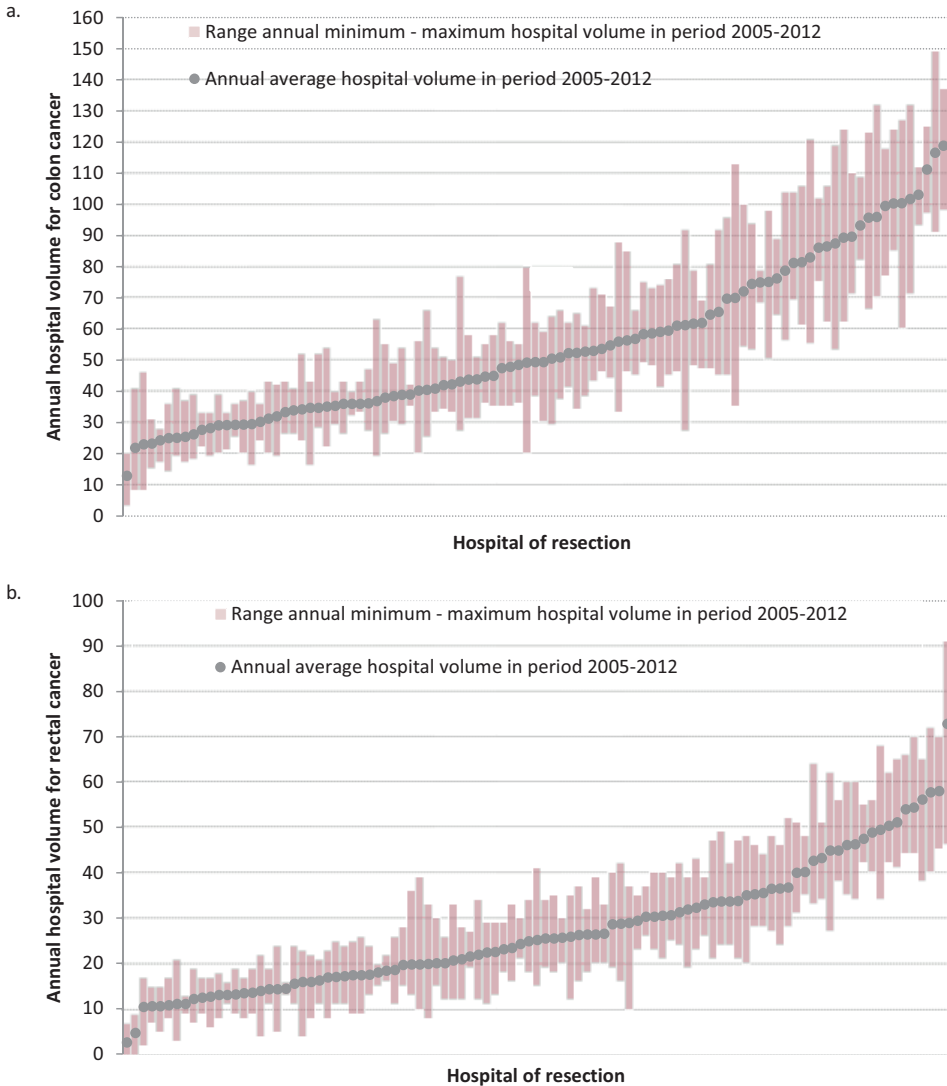 a.
Annual hospital volume for colon cancer
160
150
140
130
120
110
100
90
80
70
60
50
40
30
20
10
0
Range annual minimum - maximum hospital volume in period 2005-2012
Annual average hospital volume in period 2005-2012
Hospital of resection
b.
Annual hospital volume for rectal cancer
100
90
80
70
60
50
40
30
20
10
0
Range annual minimum - maximum hospital volume in period 2005-2012
Annual average hospital volume in period 2005-2012
Hospital of resection